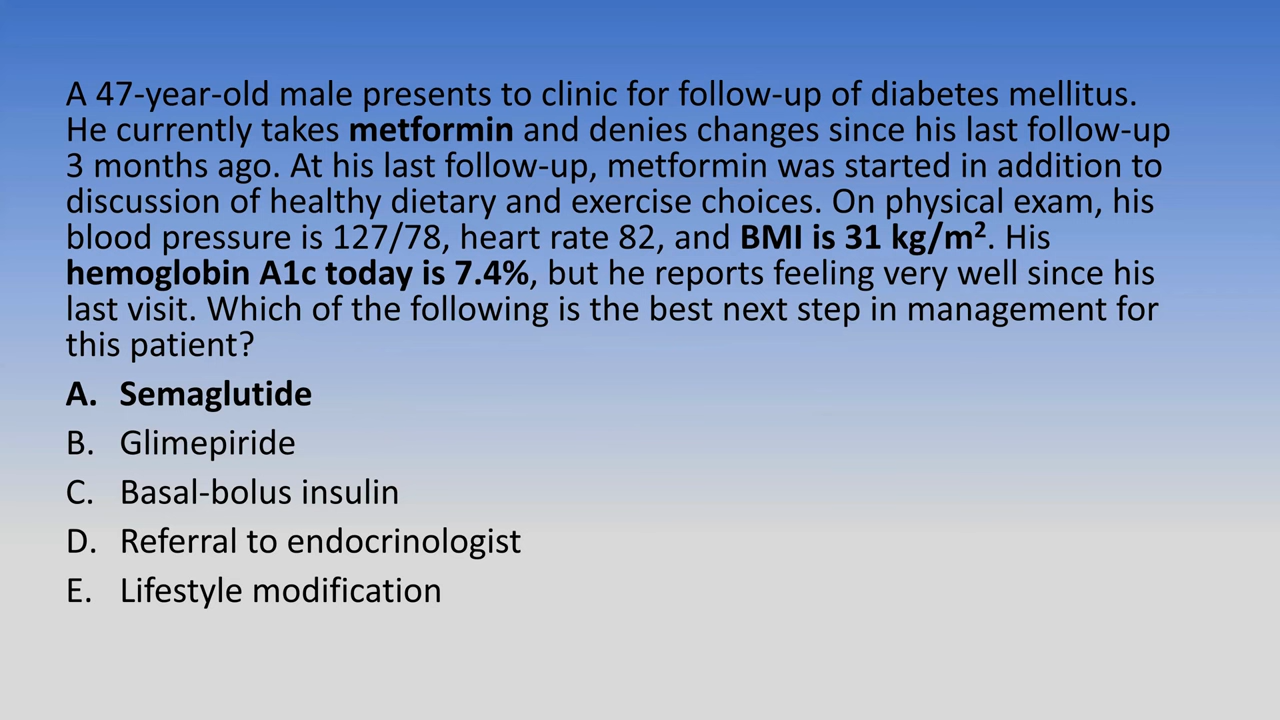 A 47-year-old male presents to clinic for follow-up of diabetes mellitus.
He currently takes metformin and denies changes since his last follow-up
3 months ago. At his last follow-up, metformin was started in addition to
discussion of healthy dietary and exercise choices. On physical exam, his
blood pressure is 127/78, heart rate 82, and BMI is 31 kg/m². His
hemoglobin A1c today is 7.4%, but he reports feeling very well since his
last visit. Which of the following is the best next step in management for
this patient?
A. Semaglutide
B. Glimepiride
C. Basal-bolus insulin
D. Referral to endocrinologist
E. Lifestyle modification